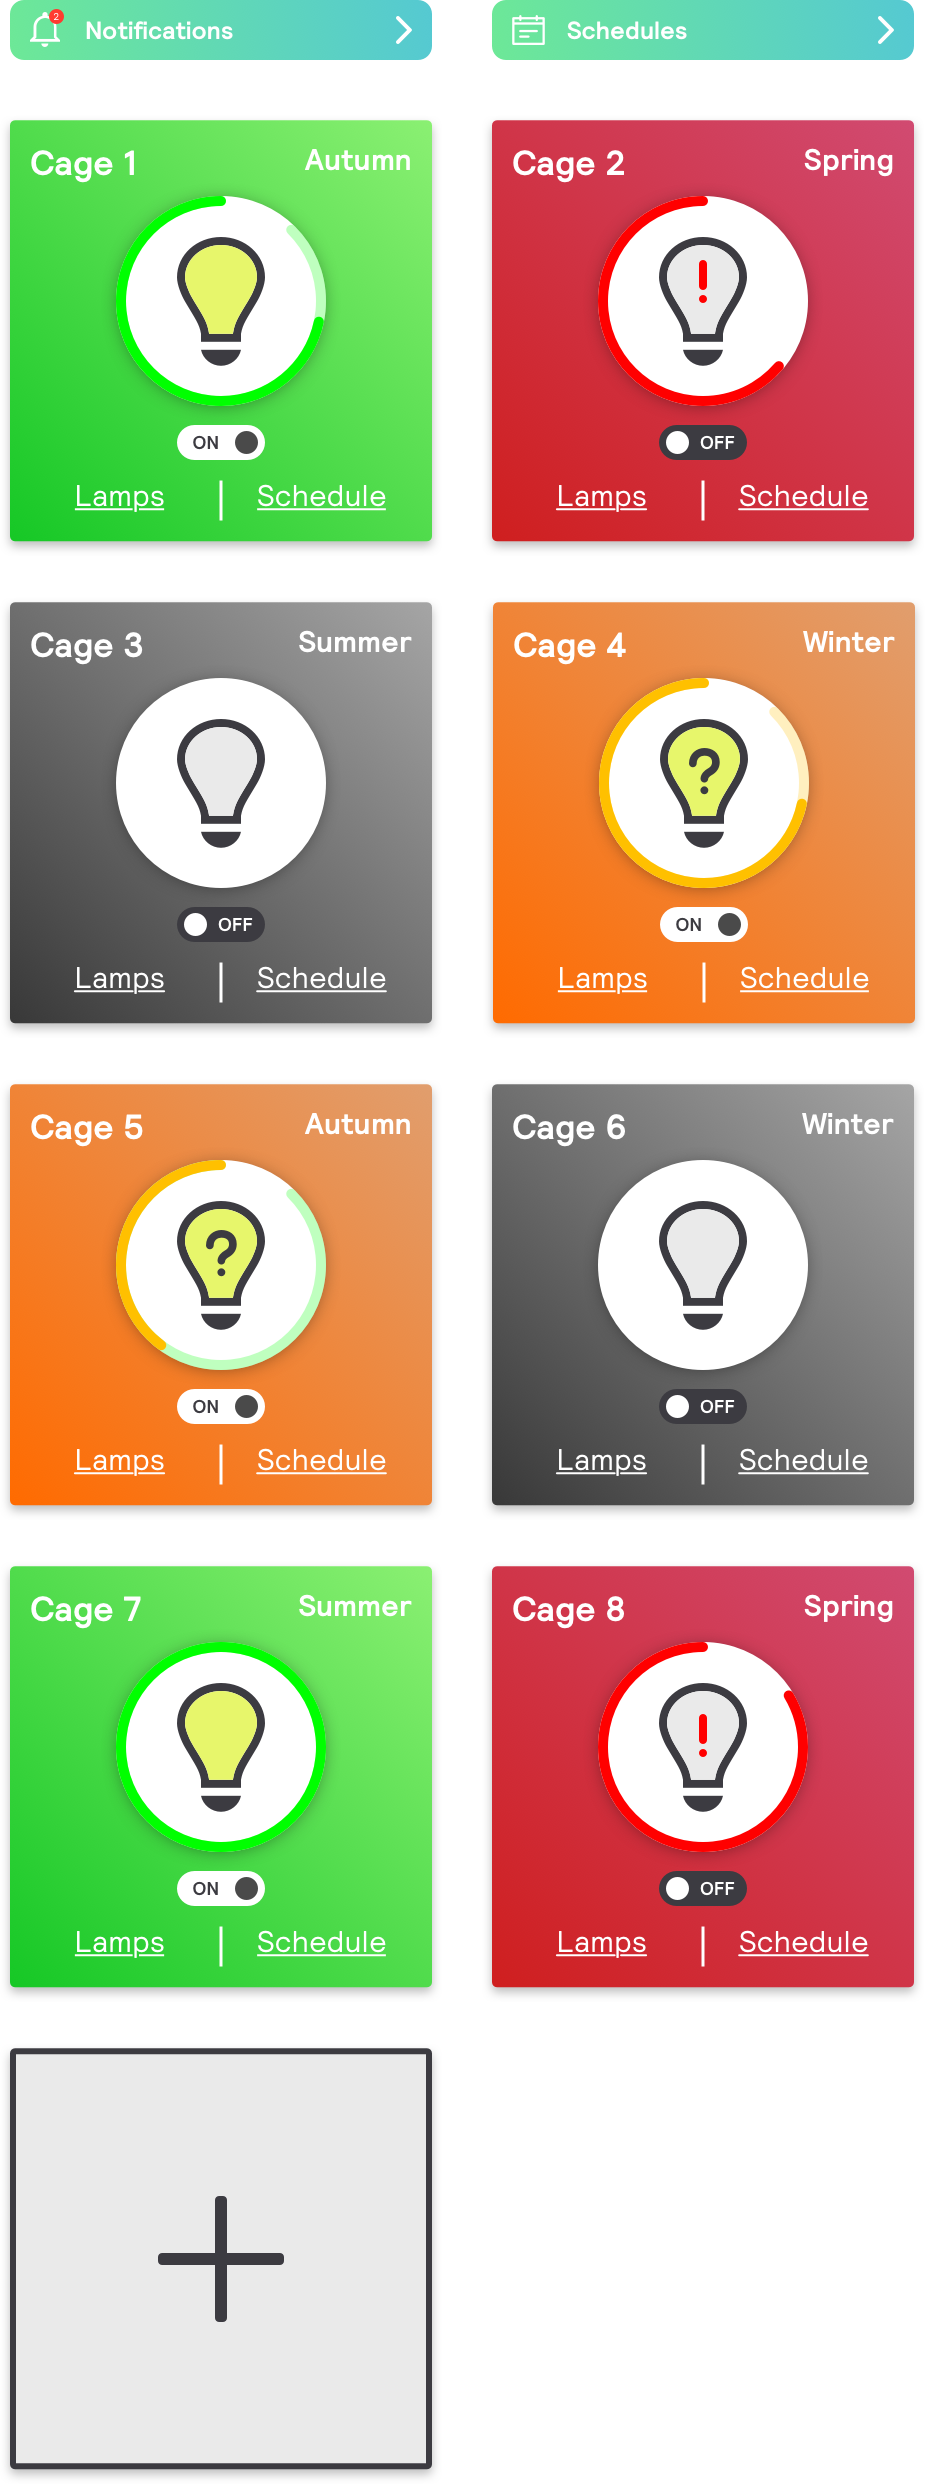 2
Notifications
Schedules
Cage 1
Autumn
!
ON
Lamps | Schedule
Cage 2
Spring
OFF
Lamps | Schedule
Cage 3
Summer
OFF
Lamps | Schedule
Cage 4
Winter
?
ON
Lamps | Schedule
Cage 5
Autumn
?
ON
Lamps | Schedule
Cage 6
Winter
OFF
Lamps | Schedule
Cage 7
Summer
ON
Lamps | Schedule
Cage 8
Spring
!
OFF
Lamps | Schedule